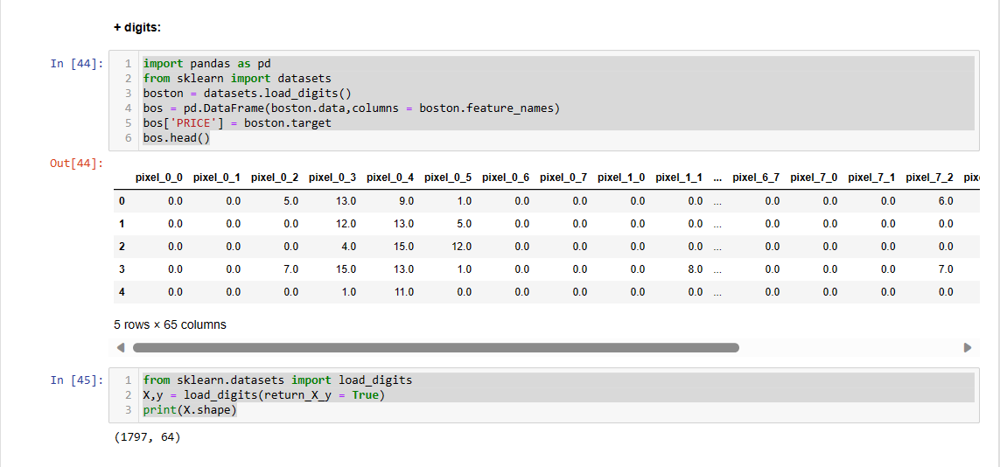 + digits:
In [44]:
1 import pandas as pd
2 from sklearn import datasets
3 boston = datasets.load_digits()
4 bos = pd.DataFrame(boston.data,columns = boston.feature_names)
5 bos['PRICE'] = boston.target
6 bos.head()
Out[44]:
pixel_0_0 pixel_0_1 pixel_0_2 pixel_0_3 pixel_0_4 pixel_0_5 pixel_0_6 pixel_0_7 pixel_1_0 pixel_1_1 ... pixel_6_7 pixel_7_0 pixel_7_1 pixel_7_2 pix
0 0.0 0.0 5.0 13.0 9.0 1.0 0.0 0.0 0.0 0.0 ... 0.0 0.0 0.0 6.0
1 0.0 0.0 0.0 12.0 13.0 5.0 0.0 0.0 0.0 0.0 ... 0.0 0.0 0.0 0.0
2 0.0 0.0 0.0 4.0 15.0 12.0 0.0 0.0 0.0 0.0 ... 0.0 0.0 0.0 0.0
3 0.0 0.0 7.0 15.0 13.0 1.0 0.0 0.0 0.0 8.0 ... 0.0 0.0 0.0 7.0
4 0.0 0.0 0.0 1.0 11.0 0.0 0.0 0.0 0.0 0.0 ... 0.0 0.0 0.0 0.0
5 rows × 65 columns
In [45]:
1 from sklearn.datasets import load_digits
2 X,y = load_digits(return_X_y = True)
3 print(X.shape)
(1797, 64)